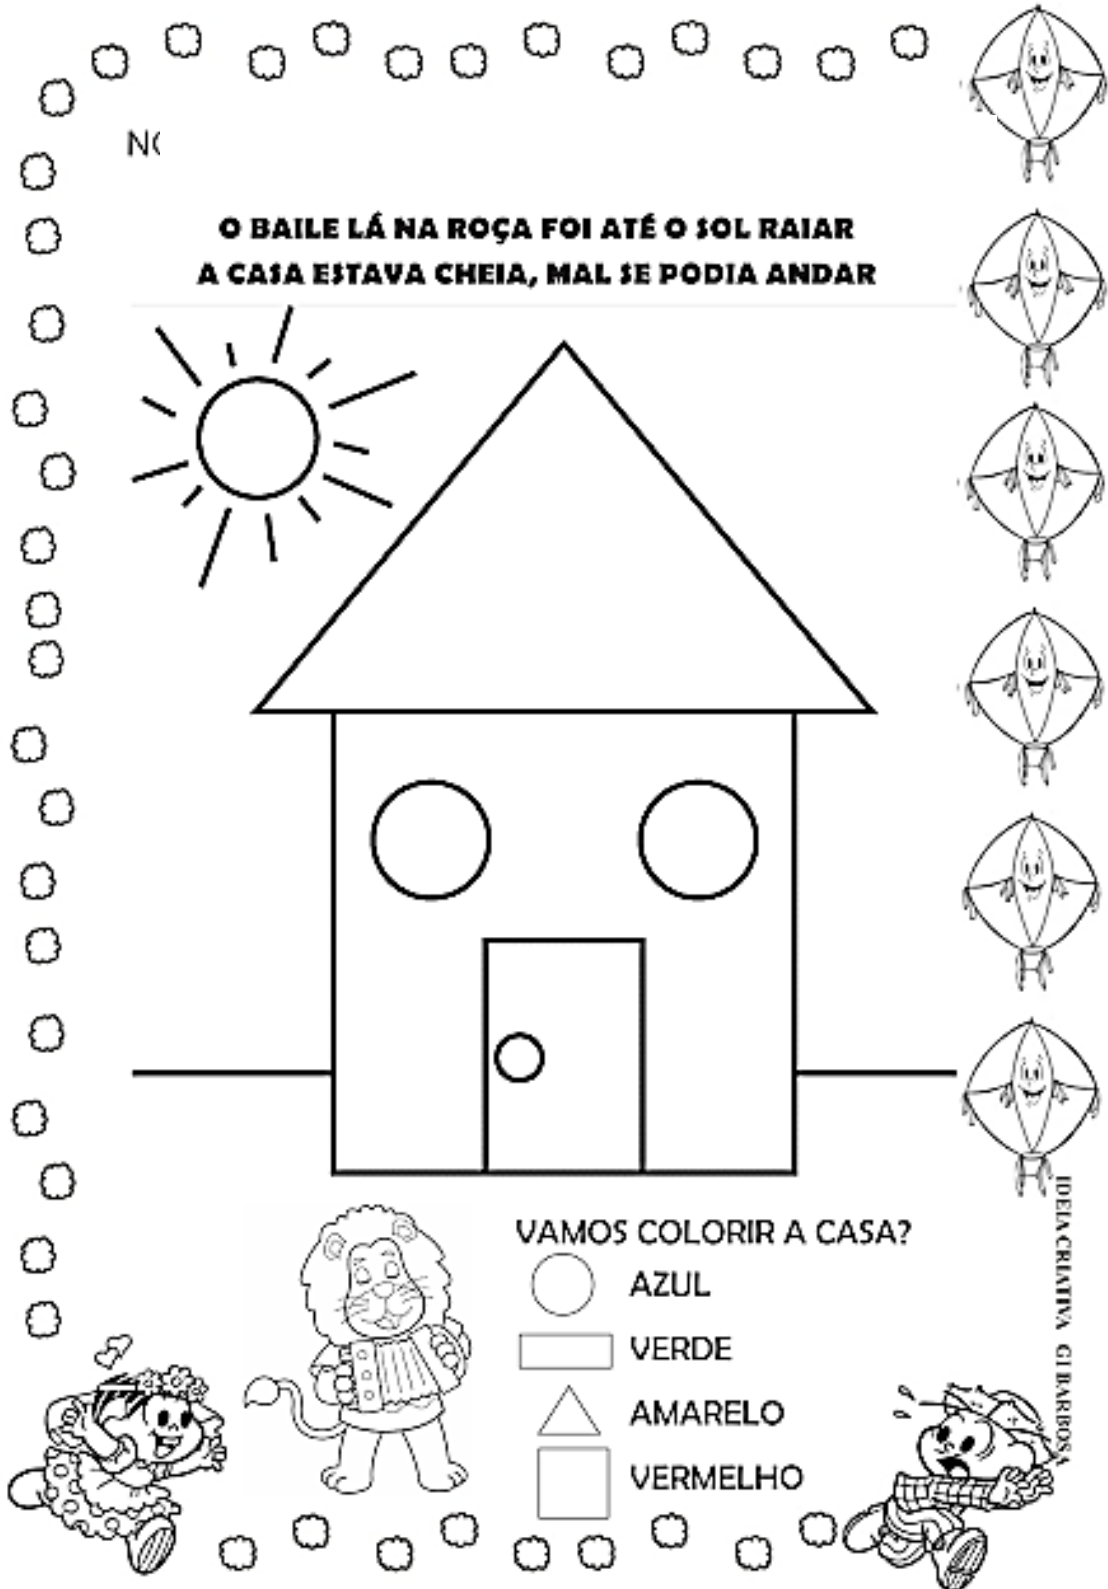 NO
O BAILE LÁ NA ROÇA FOI ATÉ O SOL RAIAR
A CASA ESTAVA CHEIA, MAL SE PODIA ANDAR
VAMOS COLORIR A CASA?
AZUL
VERDE
AMARELO
VERMELHO
IDEIA CRIATIVA GI BARBOSA